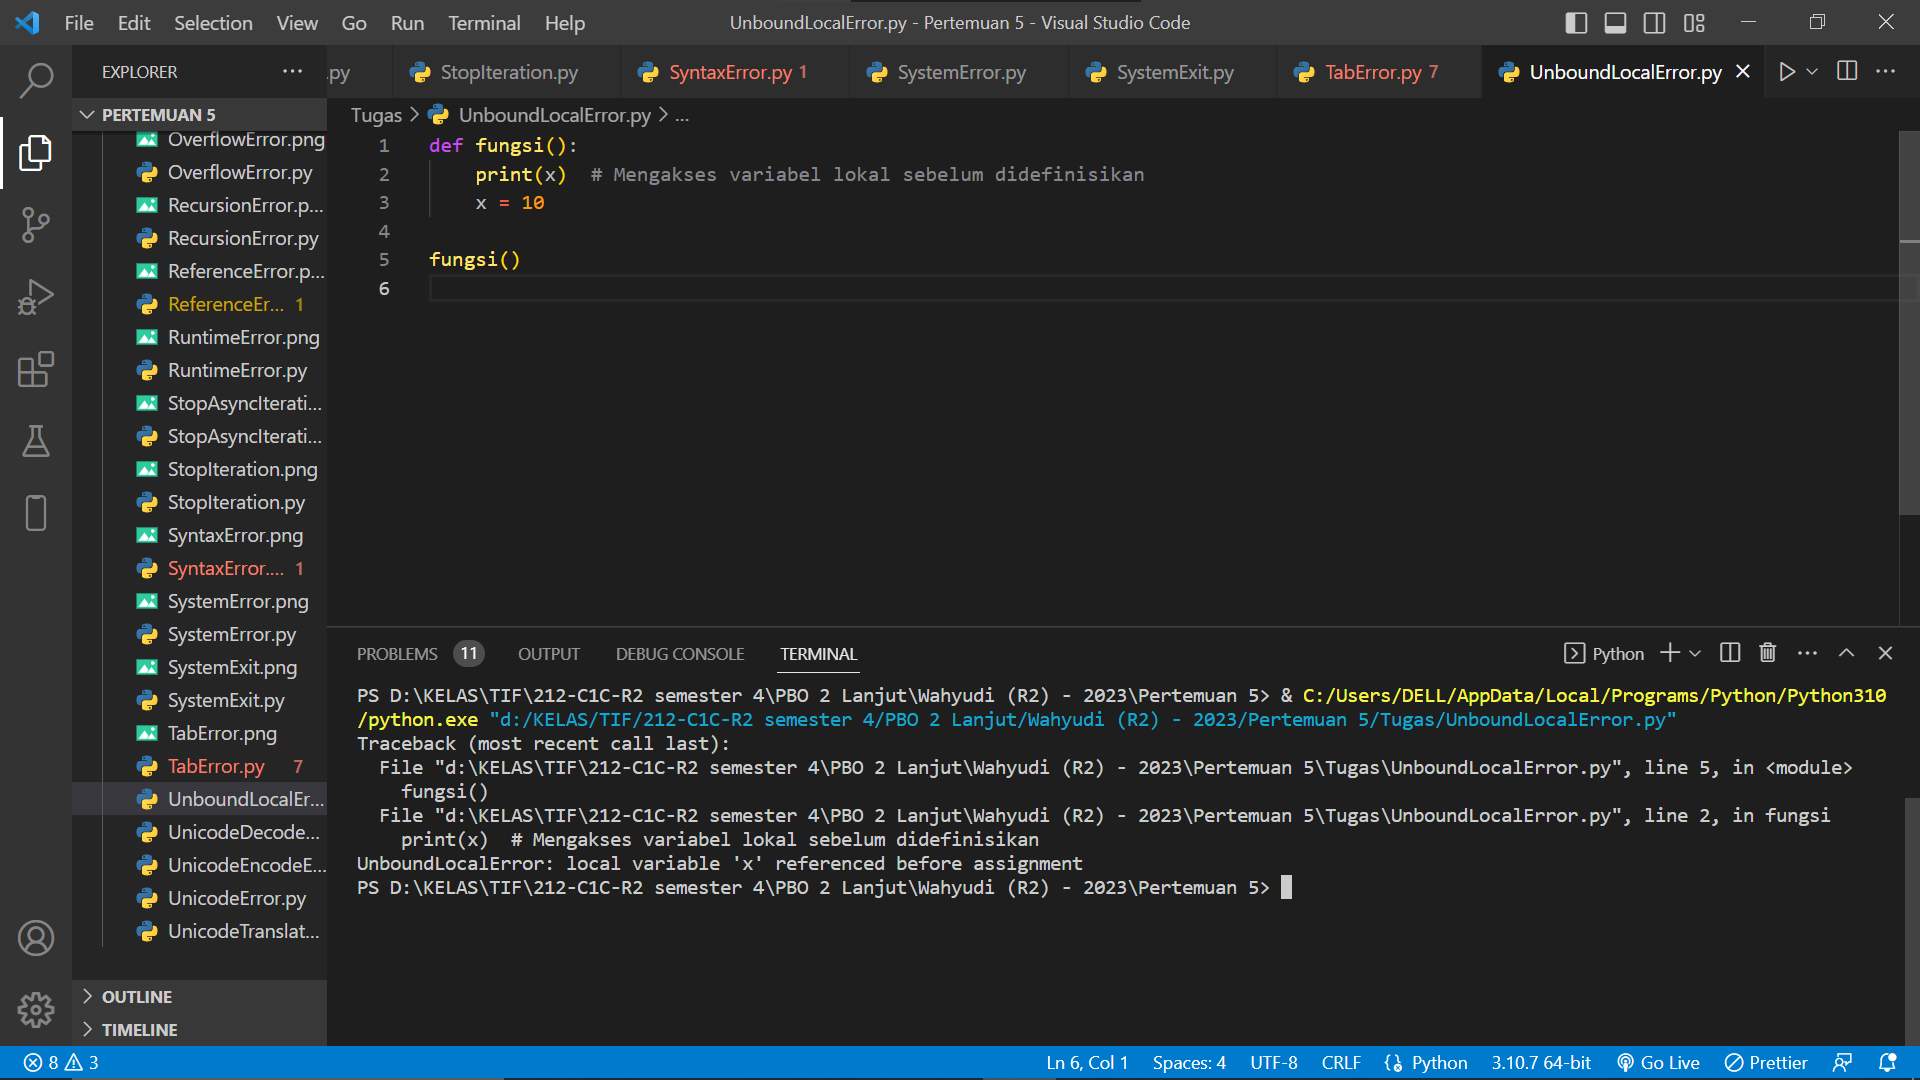 File Edit Selection View Go Run Terminal Help
UnboundLocalError.py - Pertemuan 5 - Visual Studio Code
EXPLORER
.py
StopIteration.py
SyntaxError.py 1
SystemError.py
SystemExit.py
TabError.py 7
UnboundLocalError.py
PERTEMUAN 5
OverflowError.png
OverflowError.py
RecursionError.p...
RecursionError.py
ReferenceError.p...
ReferenceEr... 1
RuntimeError.png
RuntimeError.py
StopAsyncIterati...
StopAsyncIterati...
StopIteration.png
StopIteration.py
SyntaxError.png
SyntaxError.... 1
SystemError.png
SystemError.py
SystemExit.png
SystemExit.py
TabError.png
TabError.py 7
UnboundLocalEr...
UnicodeDecode...
UnicodeEncodeE...
UnicodeError.py
UnicodeTranslat...
OUTLINE
TIMELINE
Tugas > UnboundLocalError.py > ...
1 def fungsi():
2     print(x)  # Mengakses variabel lokal sebelum didefinisikan
3     x = 10
4
5 fungsi()
6
PROBLEMS 11 OUTPUT DEBUG CONSOLE TERMINAL
Python
PS D:\KELAS\TIF\212-C1C-R2 semester 4\PBO 2 Lanjut\Wahyudi (R2) - 2023\Pertemuan 5> & C:/Users/DELL/AppData/Local/Programs/Python/Python310
/python.exe "d:/KELAS/TIF/212-C1C-R2 semester 4/PBO 2 Lanjut/Wahyudi (R2) - 2023/Pertemuan 5/Tugas/UnboundLocalError.py"
Traceback (most recent call last):
  File "d:\KELAS\TIF\212-C1C-R2 semester 4\PBO 2 Lanjut\Wahyudi (R2) - 2023\Pertemuan 5\Tugas\UnboundLocalError.py", line 5, in <module>
    fungsi()
  File "d:\KELAS\TIF\212-C1C-R2 semester 4\PBO 2 Lanjut\Wahyudi (R2) - 2023\Pertemuan 5\Tugas\UnboundLocalError.py", line 2, in fungsi
    print(x)  # Mengakses variabel lokal sebelum didefinisikan
UnboundLocalError: local variable 'x' referenced before assignment
PS D:\KELAS\TIF\212-C1C-R2 semester 4\PBO 2 Lanjut\Wahyudi (R2) - 2023\Pertemuan 5>
8 3
Ln 6, Col 1 Spaces: 4 UTF-8 CRLF Python 3.10.7 64-bit Go Live Prettier